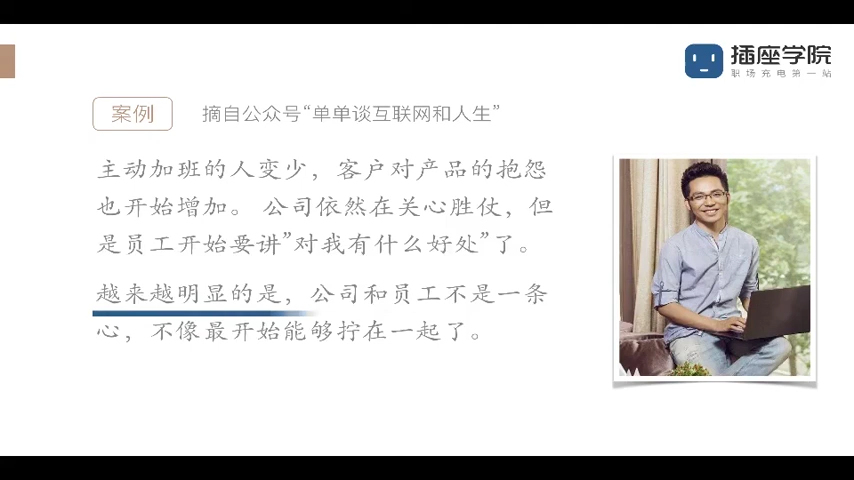 插座学院
职场充电第一站
案例
摘自公众号“单单谈互联网和人生”
主动加班的人变少，客户对产品的抱怨
也开始增加。 公司依然在关心胜仗，但
是员工开始要讲"对我有什么好处"了。
越来越明显的是，公司和员工不是一条
心，不像最开始能够拧在一起了。